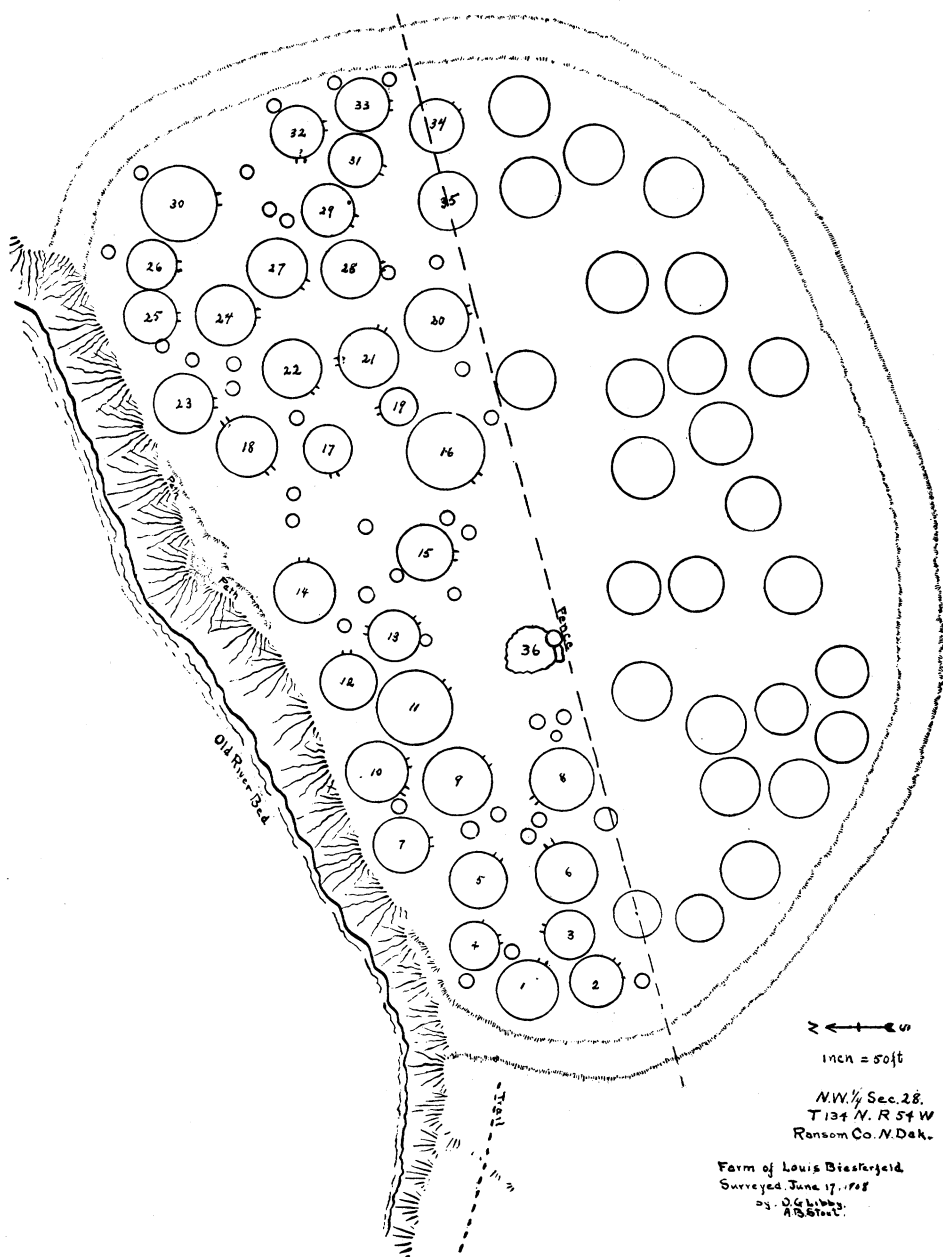 33
34
32
31
30
29
35
26
27
28
25
24
20
21
22
23
19
18
17
16
Path
15
14
Path
Fence
13
36
12
11
Old River Bed
10
9
8
7
5
6
4
3
1
2
N S
inch = 50ft
N.W. ¼ Sec. 28.
T 134 N. R 54 W
Ransom Co. N. Dak.
Trail
Farm of Louis Biesterfeld
Surveyed June 17, 1908
by. O.G. Libby.
A.B. Stout.